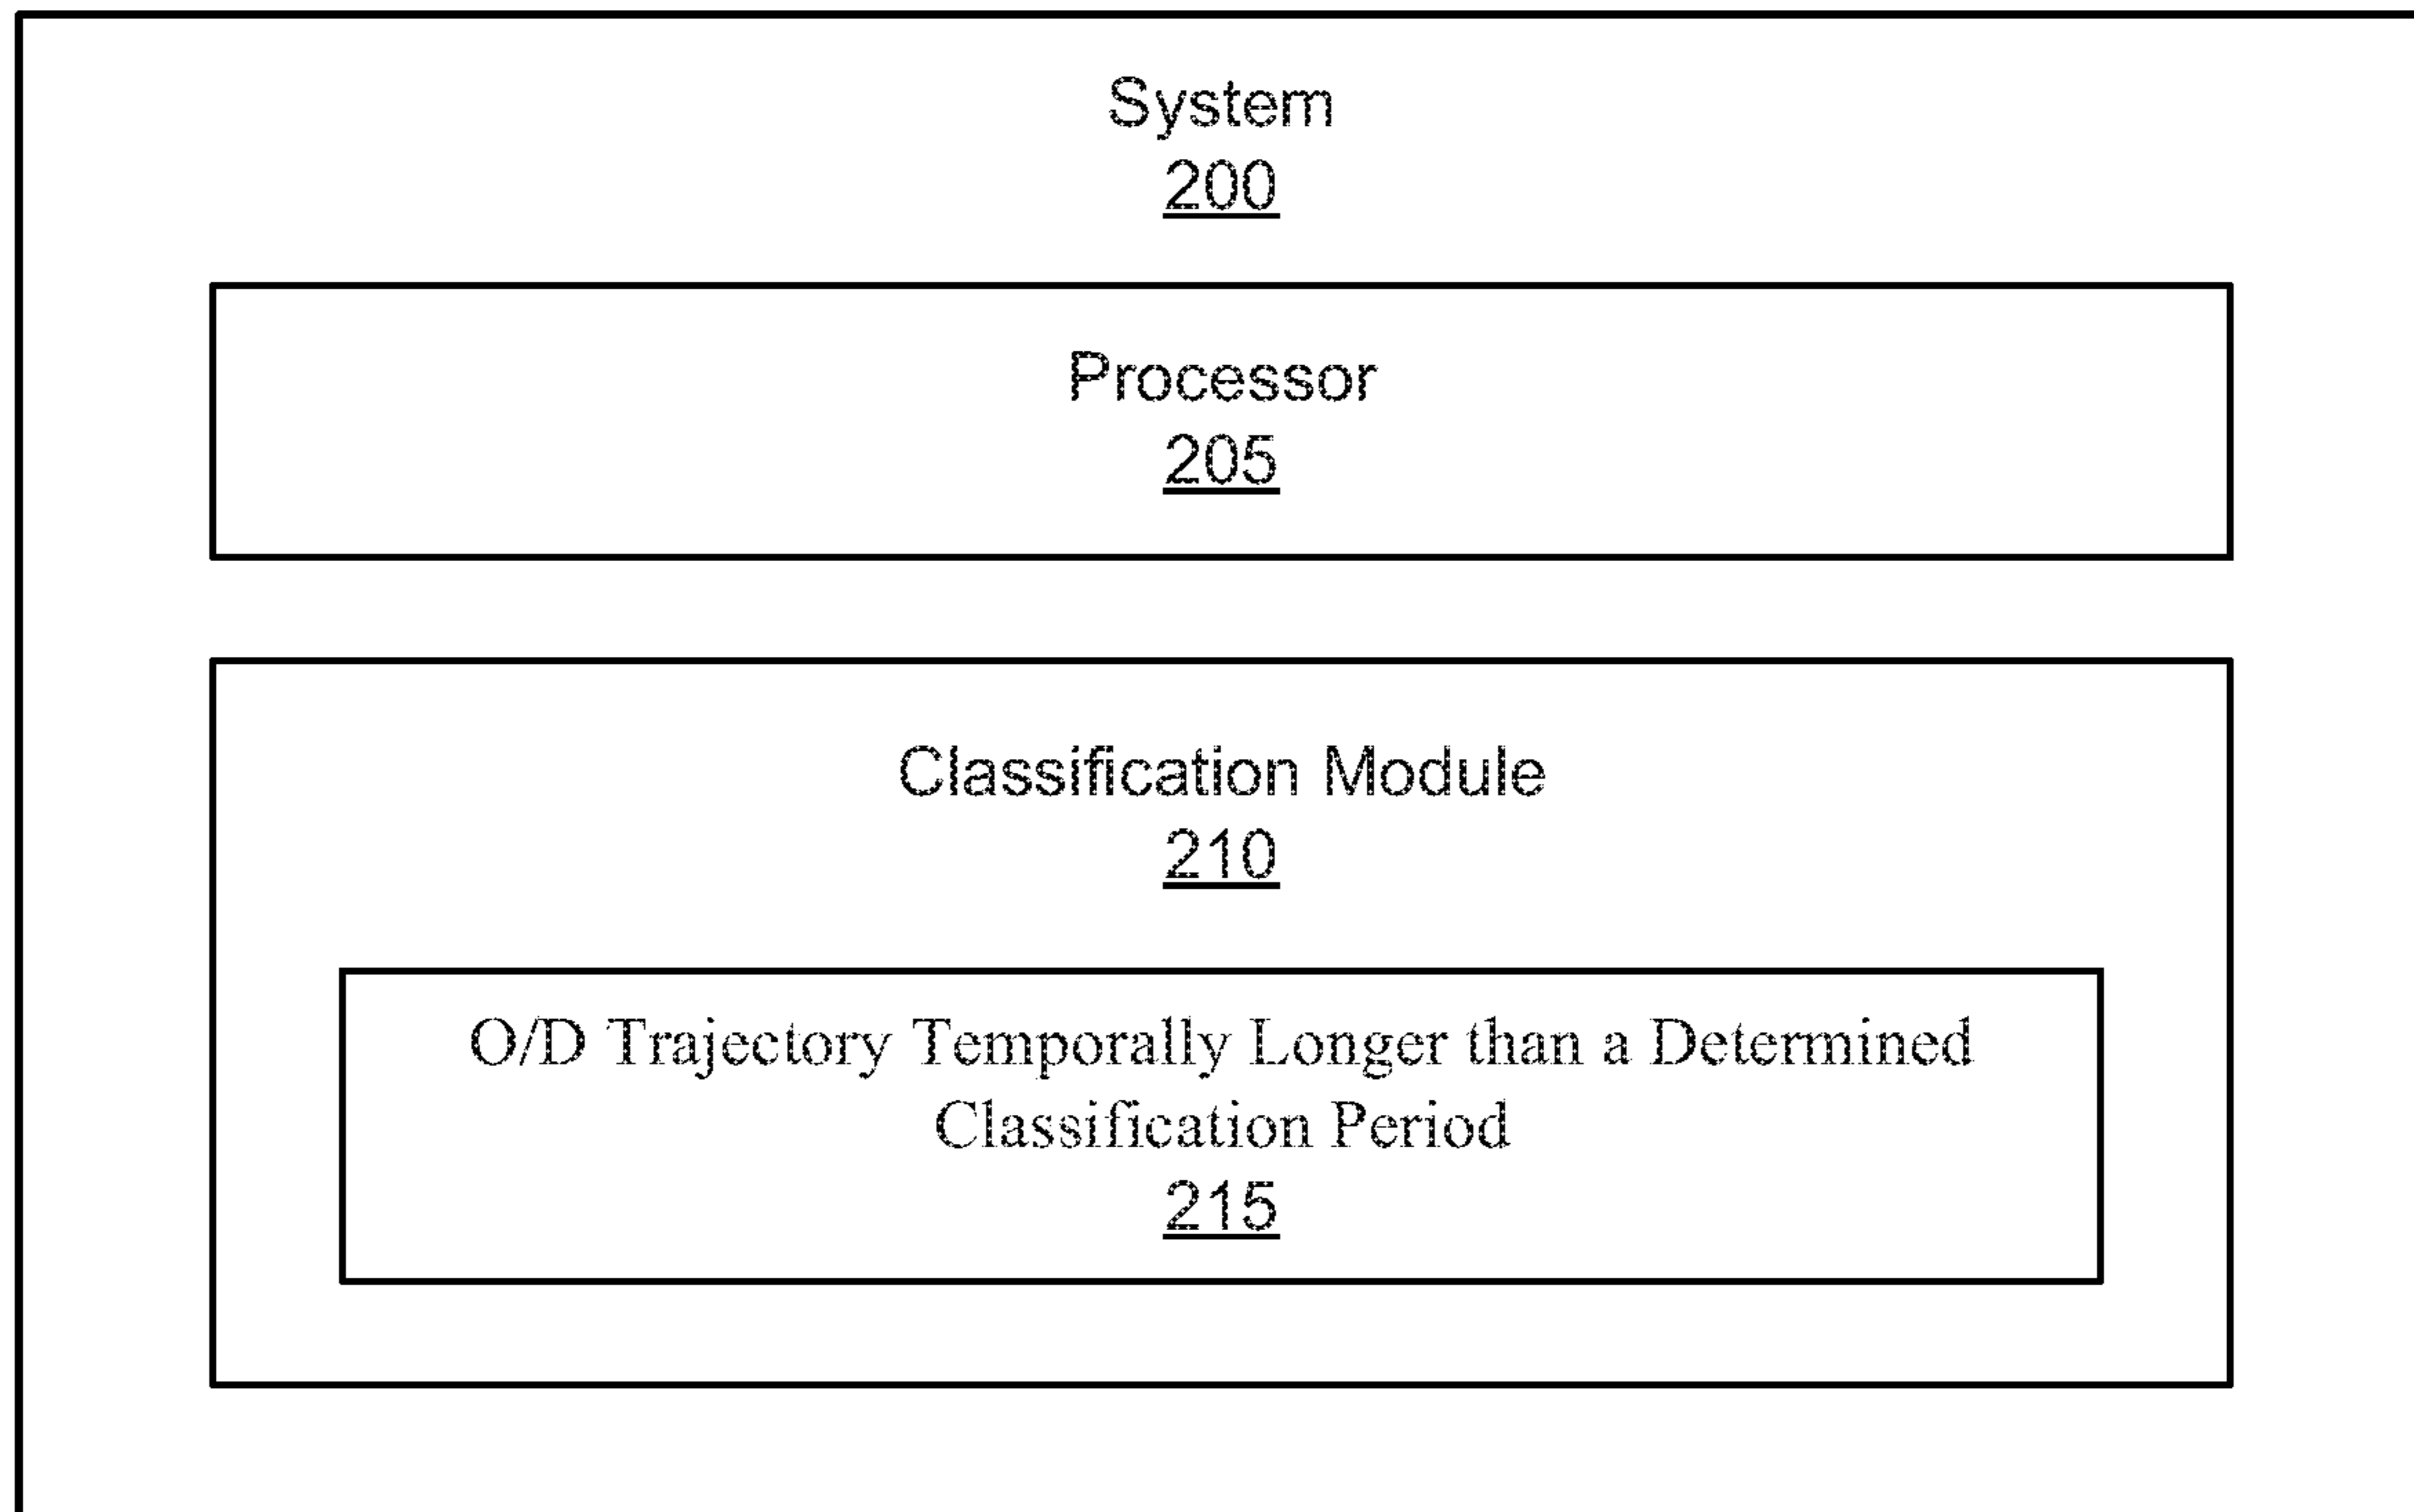 System
200
Processor
205
Classification Module
210
O/D Trajectory Temporally Longer than a Determined
Classification Period
215